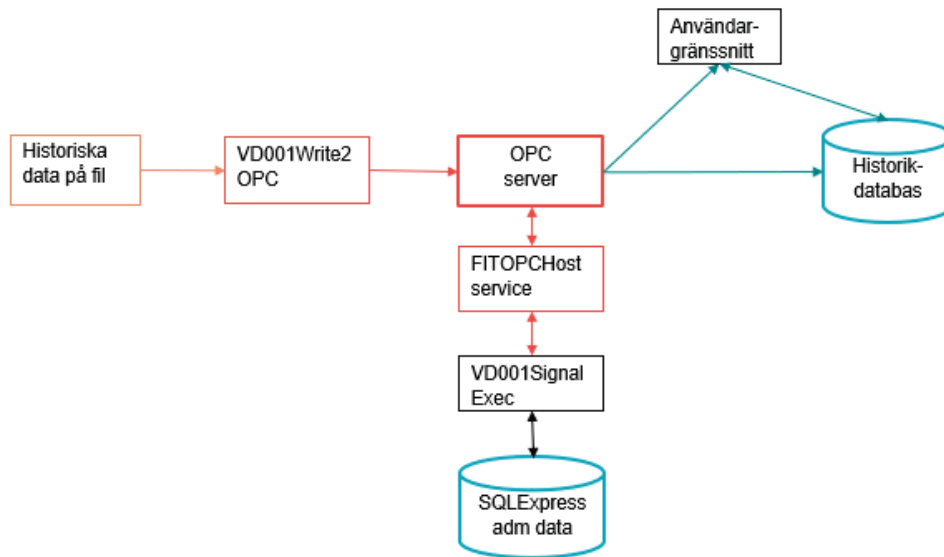 Användar-
gränssnitt
Historiska
data på fil
VD001Write2
OPC
OPC
server
Historik-
databas
FITOPCHost
service
VD001Signal
Exec
SQLExpress
adm data